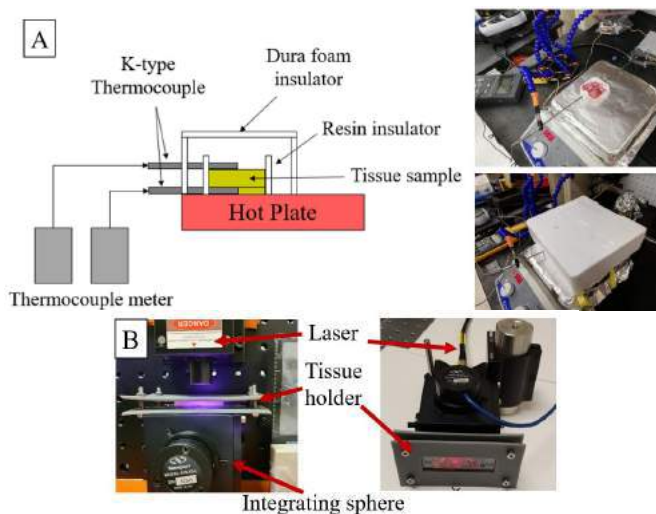 A
K-type
Thermocouple
Dura foam
insulator
Resin insulator
Tissue sample
Hot Plate
Thermocouple meter
B
DANGER
Laser
Tissue
holder
Newport
Integrating sphere